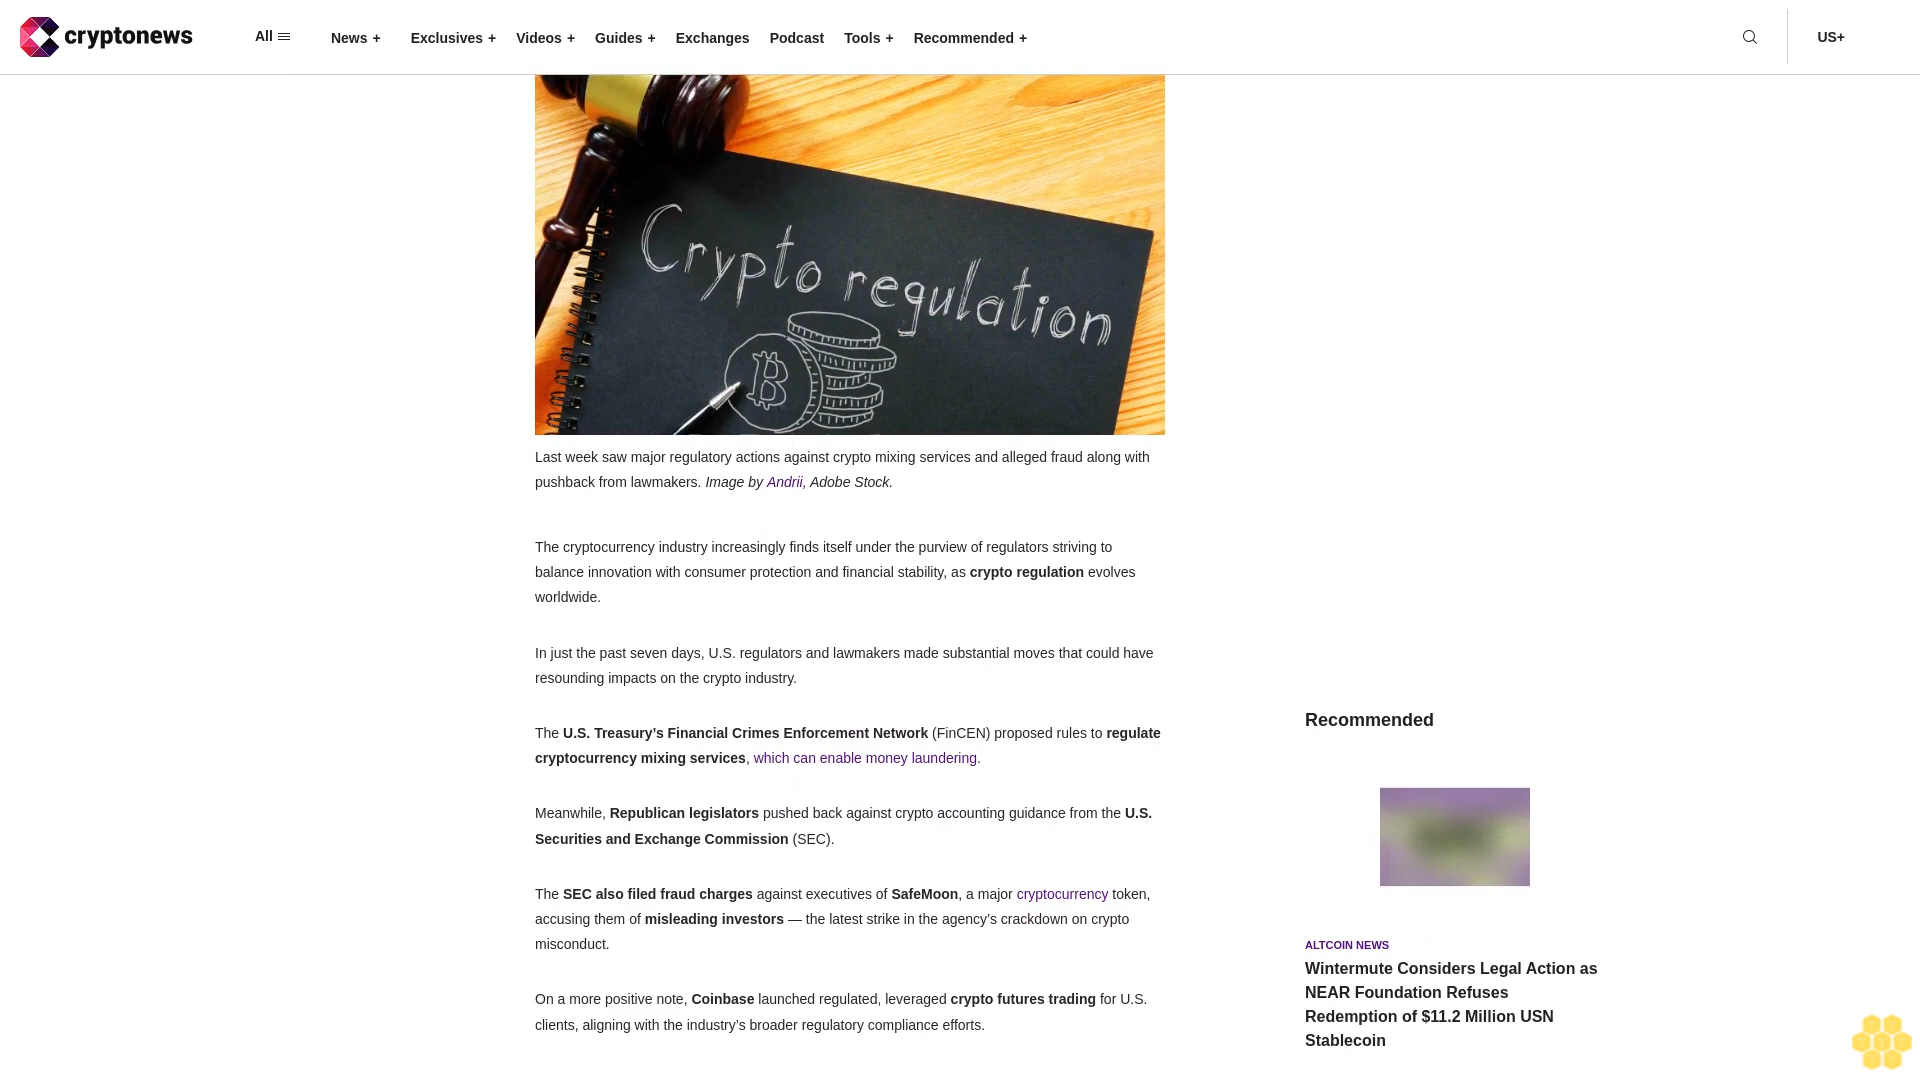 cryptonews
All
News +
Exclusives +
Videos +
Guides +
Exchanges
Podcast
Tools +
Recommended +
US+
Crypto regulation
B
Last week saw major regulatory actions against crypto mixing services and alleged fraud along with
pushback from lawmakers. Image by Andrii, Adobe Stock.
The cryptocurrency industry increasingly finds itself under the purview of regulators striving to
balance innovation with consumer protection and financial stability, as crypto regulation evolves
worldwide.
In just the past seven days, U.S. regulators and lawmakers made substantial moves that could have
resounding impacts on the crypto industry.
The U.S. Treasury’s Financial Crimes Enforcement Network (FinCEN) proposed rules to regulate
cryptocurrency mixing services, which can enable money laundering.
Meanwhile, Republican legislators pushed back against crypto accounting guidance from the U.S.
Securities and Exchange Commission (SEC).
The SEC also filed fraud charges against executives of SafeMoon, a major cryptocurrency token,
accusing them of misleading investors — the latest strike in the agency’s crackdown on crypto
misconduct.
On a more positive note, Coinbase launched regulated, leveraged crypto futures trading for U.S.
clients, aligning with the industry’s broader regulatory compliance efforts.
Recommended
ALTCOIN NEWS
Wintermute Considers Legal Action as
NEAR Foundation Refuses
Redemption of $11.2 Million USN
Stablecoin